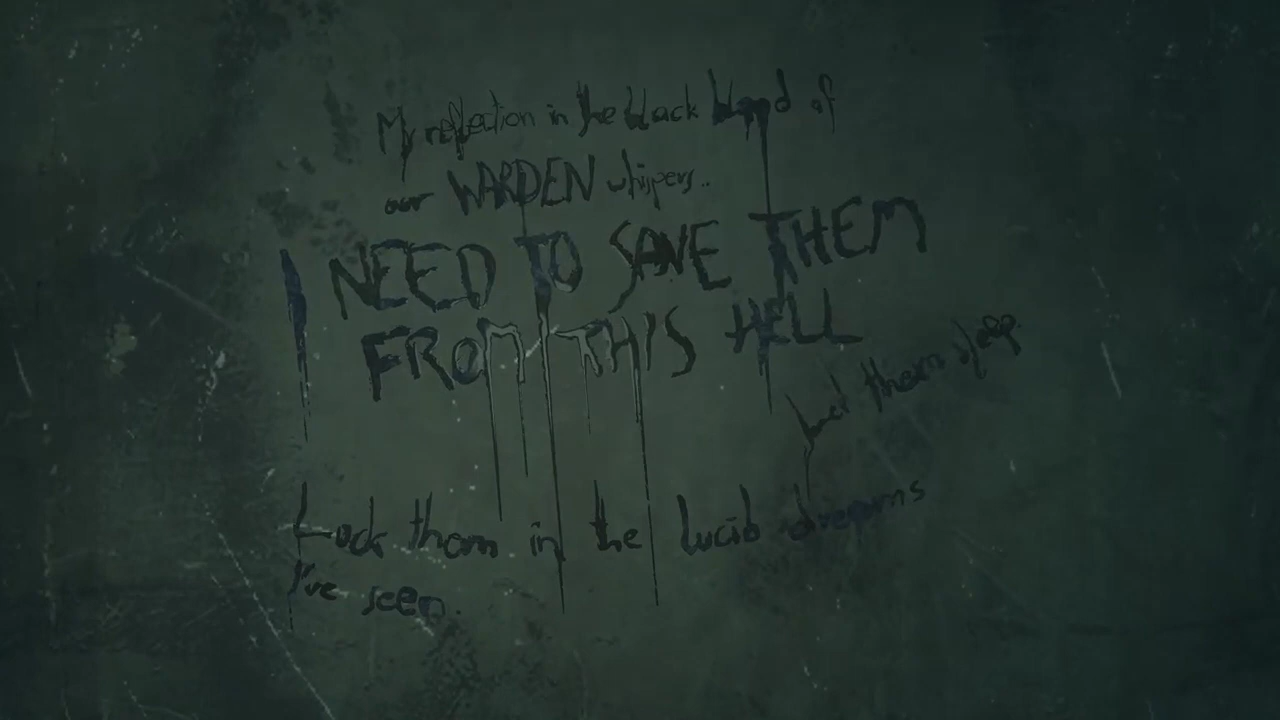 My reflection in the black blood of
our WARDEN whispers..
I NEED TO SAVE THEM
FROM THIS HELL
Let them sleep.
Lock them in the lucid dreams
I've seen.